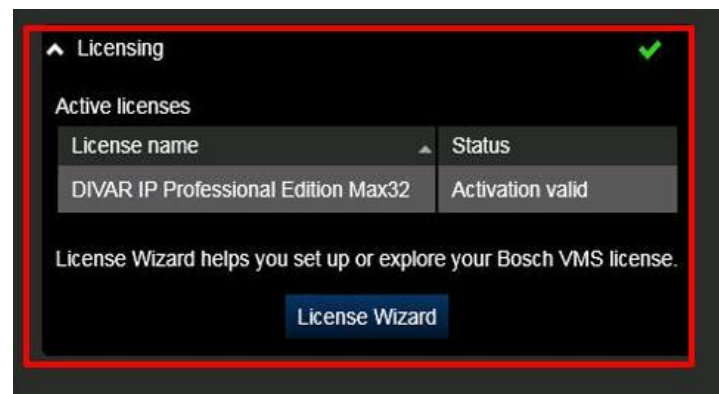 Licensing
Active licenses
License name Status
DIVAR IP Professional Edition Max32 Activation valid
License Wizard helps you set up or explore your Bosch VMS license.
License Wizard